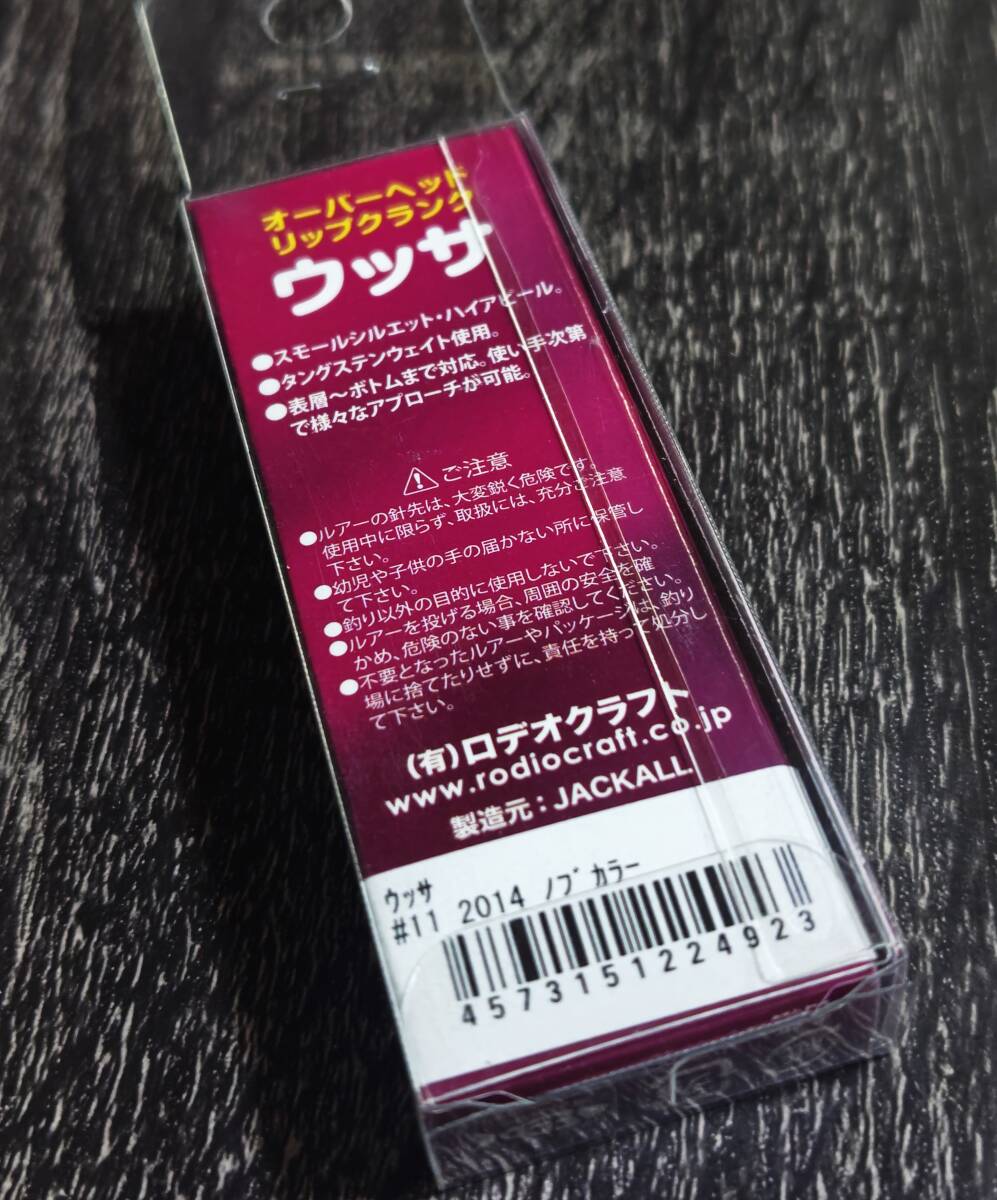 オーバーヘッド
リップクランク
ウッサ
●スモールシルエット・ハイアピール。
●タングステンウェイト使用。
●表層～ボトムまで対応。使い手次第
で様々なアプローチが可能。
⚠ご注意
●ルアーの針先は、大変鋭く危険です。
使用中に限らず、取扱には、充分ご注意
下さい。
●幼児や子供の手の届かない所に保管し
て下さい。
●釣り以外の目的に使用しないで下さい。
●ルアーを投げる場合、周囲の安全を確
かめ、危険のない事を確認してください。
●不要となったルアーやパッケージは、釣り
場に捨てたりせずに、責任を持って処分し
て下さい。
(有)ロデオクラフト
www.rodiocraft.co.jp
製造元：JACKALL
ウッサ
#11 2014 ノブカラー
4573151224923